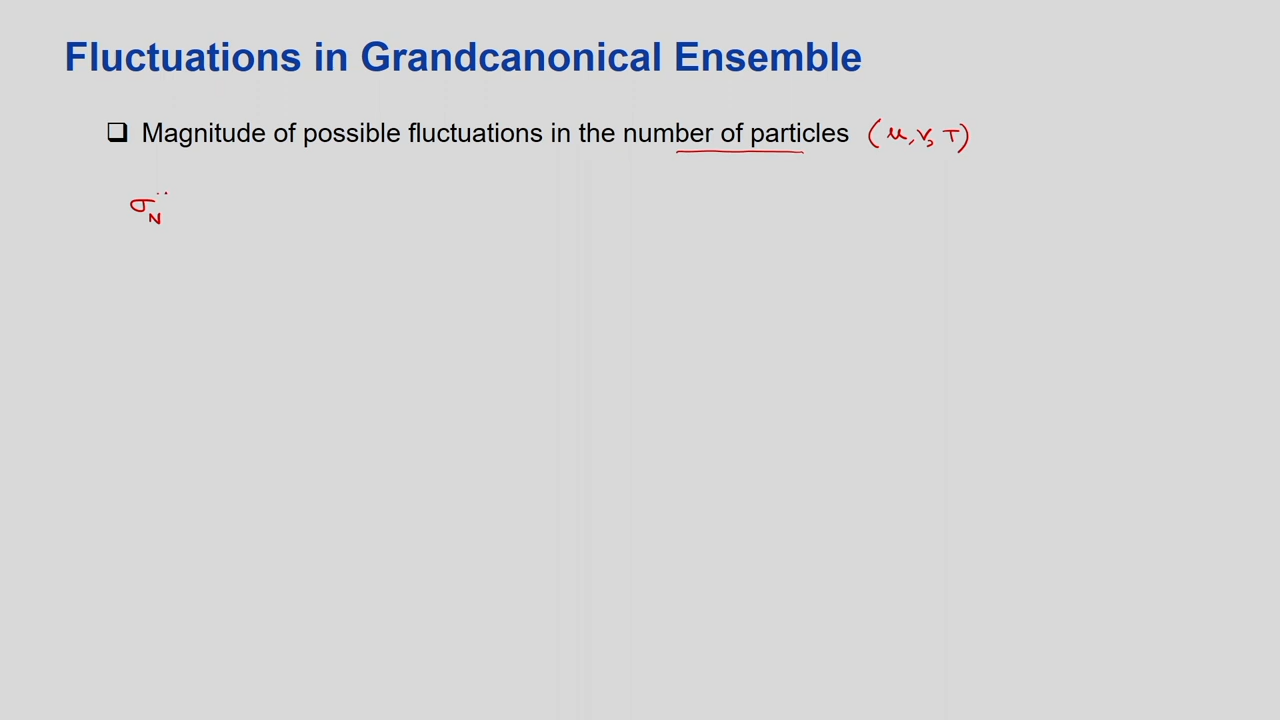 Fluctuations in Grandcanonical Ensemble
❑ Magnitude of possible fluctuations in the number of particles (μ, V, T)
σ_N